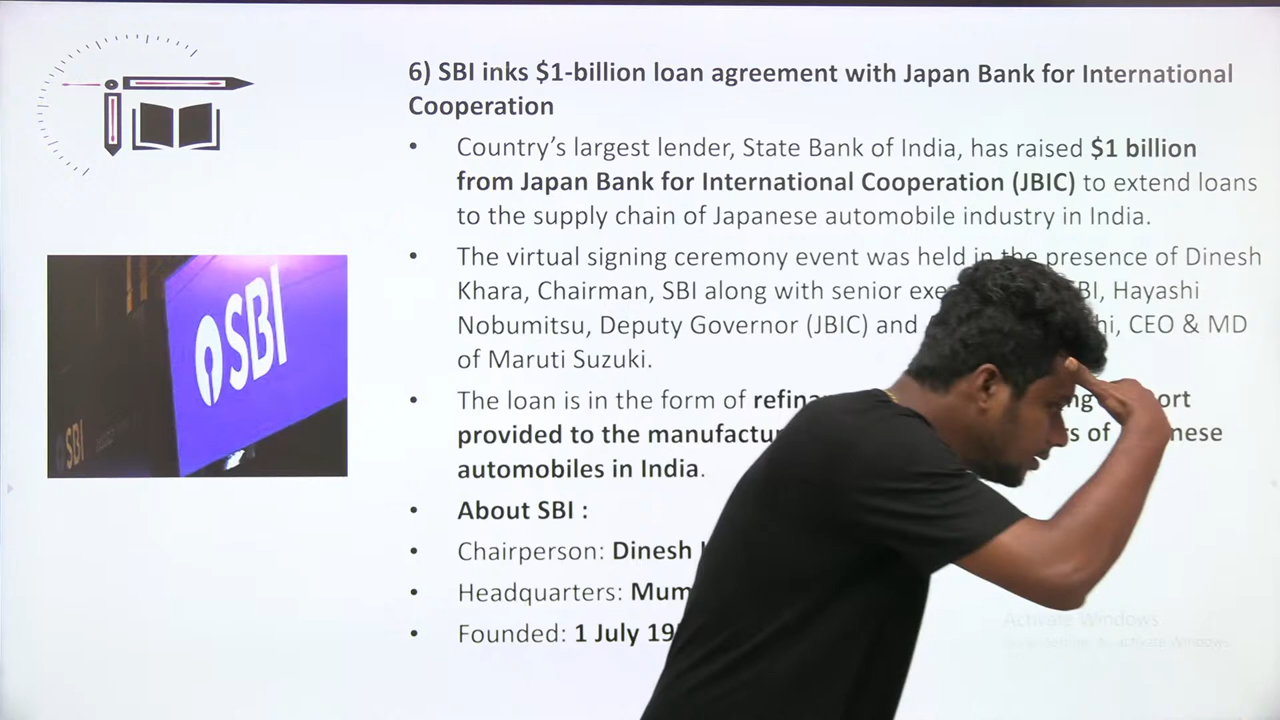 6) SBI inks $1-billion loan agreement with Japan Bank for International
Cooperation
• Country's largest lender, State Bank of India, has raised $1 billion
from Japan Bank for International Cooperation (JBIC) to extend loans
to the supply chain of Japanese automobile industry in India.
• The virtual signing ceremony event was held in the presence of Dinesh
Khara, Chairman, SBI along with senior SBI, Hayashi
Nobumitsu, Deputy Governor (JBIC) and CEO & MD
of Maruti Suzuki.
• The loan is in the form of
provided to the of
automobiles in India.
• About SBI :
• Chairperson: Dinesh
• Headquarters:
• Founded: 1 July
SBI
SBI
Activate Windows